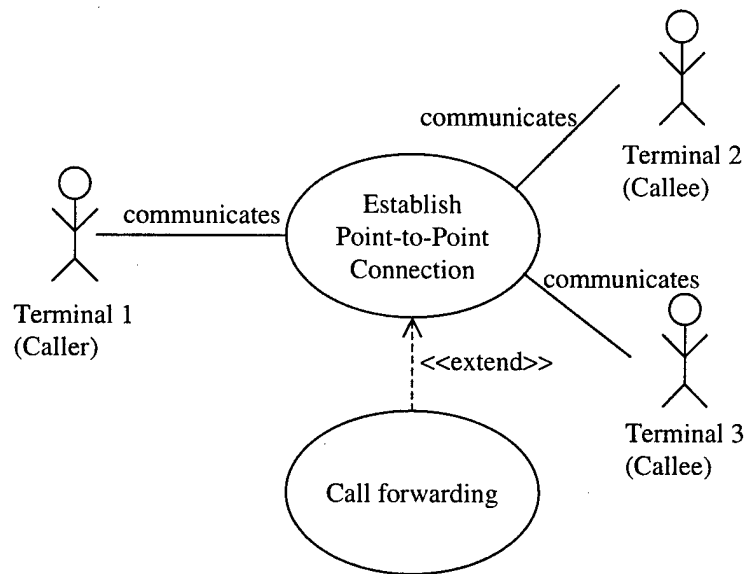 communicates
Terminal 2
(Callee)
communicates
Establish
Point-to-Point
Connection
communicates
Terminal 1
(Caller)
<<extend>>
Terminal 3
(Callee)
Call forwarding